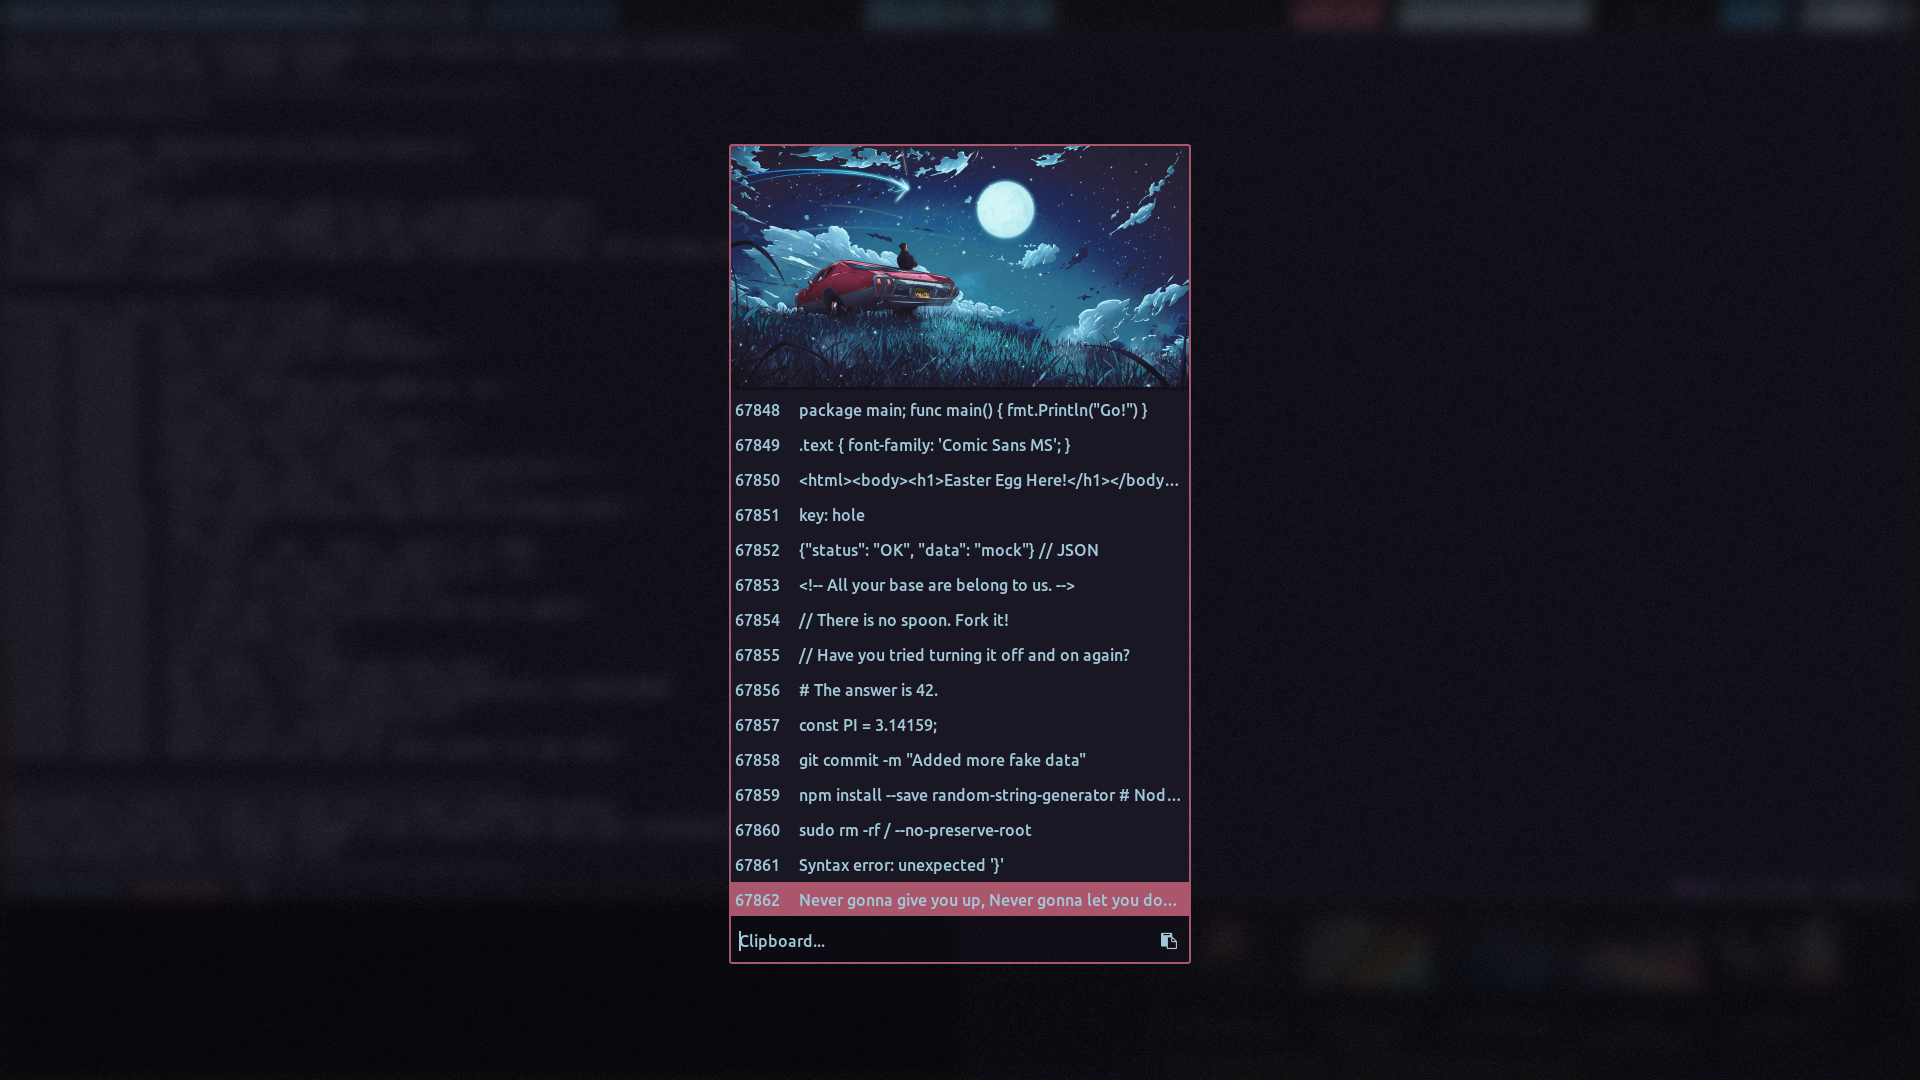 67848 package main; func main() { fmt.Println("Go!") }
67849 .text { font-family: 'Comic Sans MS'; }
67850 <html><body><h1>Easter Egg Here!</h1></body...
67851 key: hole
67852 {"status": "OK", "data": "mock"} // JSON
67853 <!-- All your base are belong to us. -->
67854 // There is no spoon. Fork it!
67855 // Have you tried turning it off and on again?
67856 # The answer is 42.
67857 const PI = 3.14159;
67858 git commit -m "Added more fake data"
67859 npm install --save random-string-generator # Nod...
67860 sudo rm -rf / --no-preserve-root
67861 Syntax error: unexpected '}'
67862 Never gonna give you up, Never gonna let you do...
Clipboard...